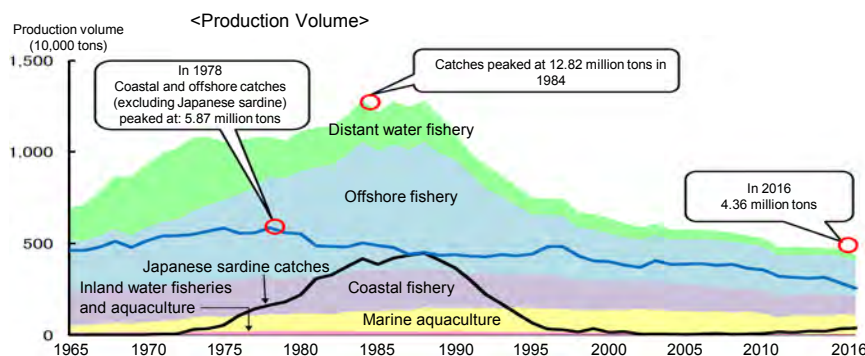 <Production Volume>
Production volume
(10,000 tons)
1,500
1,000
500
0
In 1978
Coastal and offshore catches
(excluding Japanese sardine)
peaked at: 5.87 million tons
Catches peaked at 12.82 million tons in
1984
Distant water fishery
Offshore fishery
In 2016
4.36 million tons
Japanese sardine catches
Inland water fisheries
and aquaculture
Coastal fishery
Marine aquaculture
1965 1970 1975 1980 1985 1990 1995 2000 2005 2010 2016